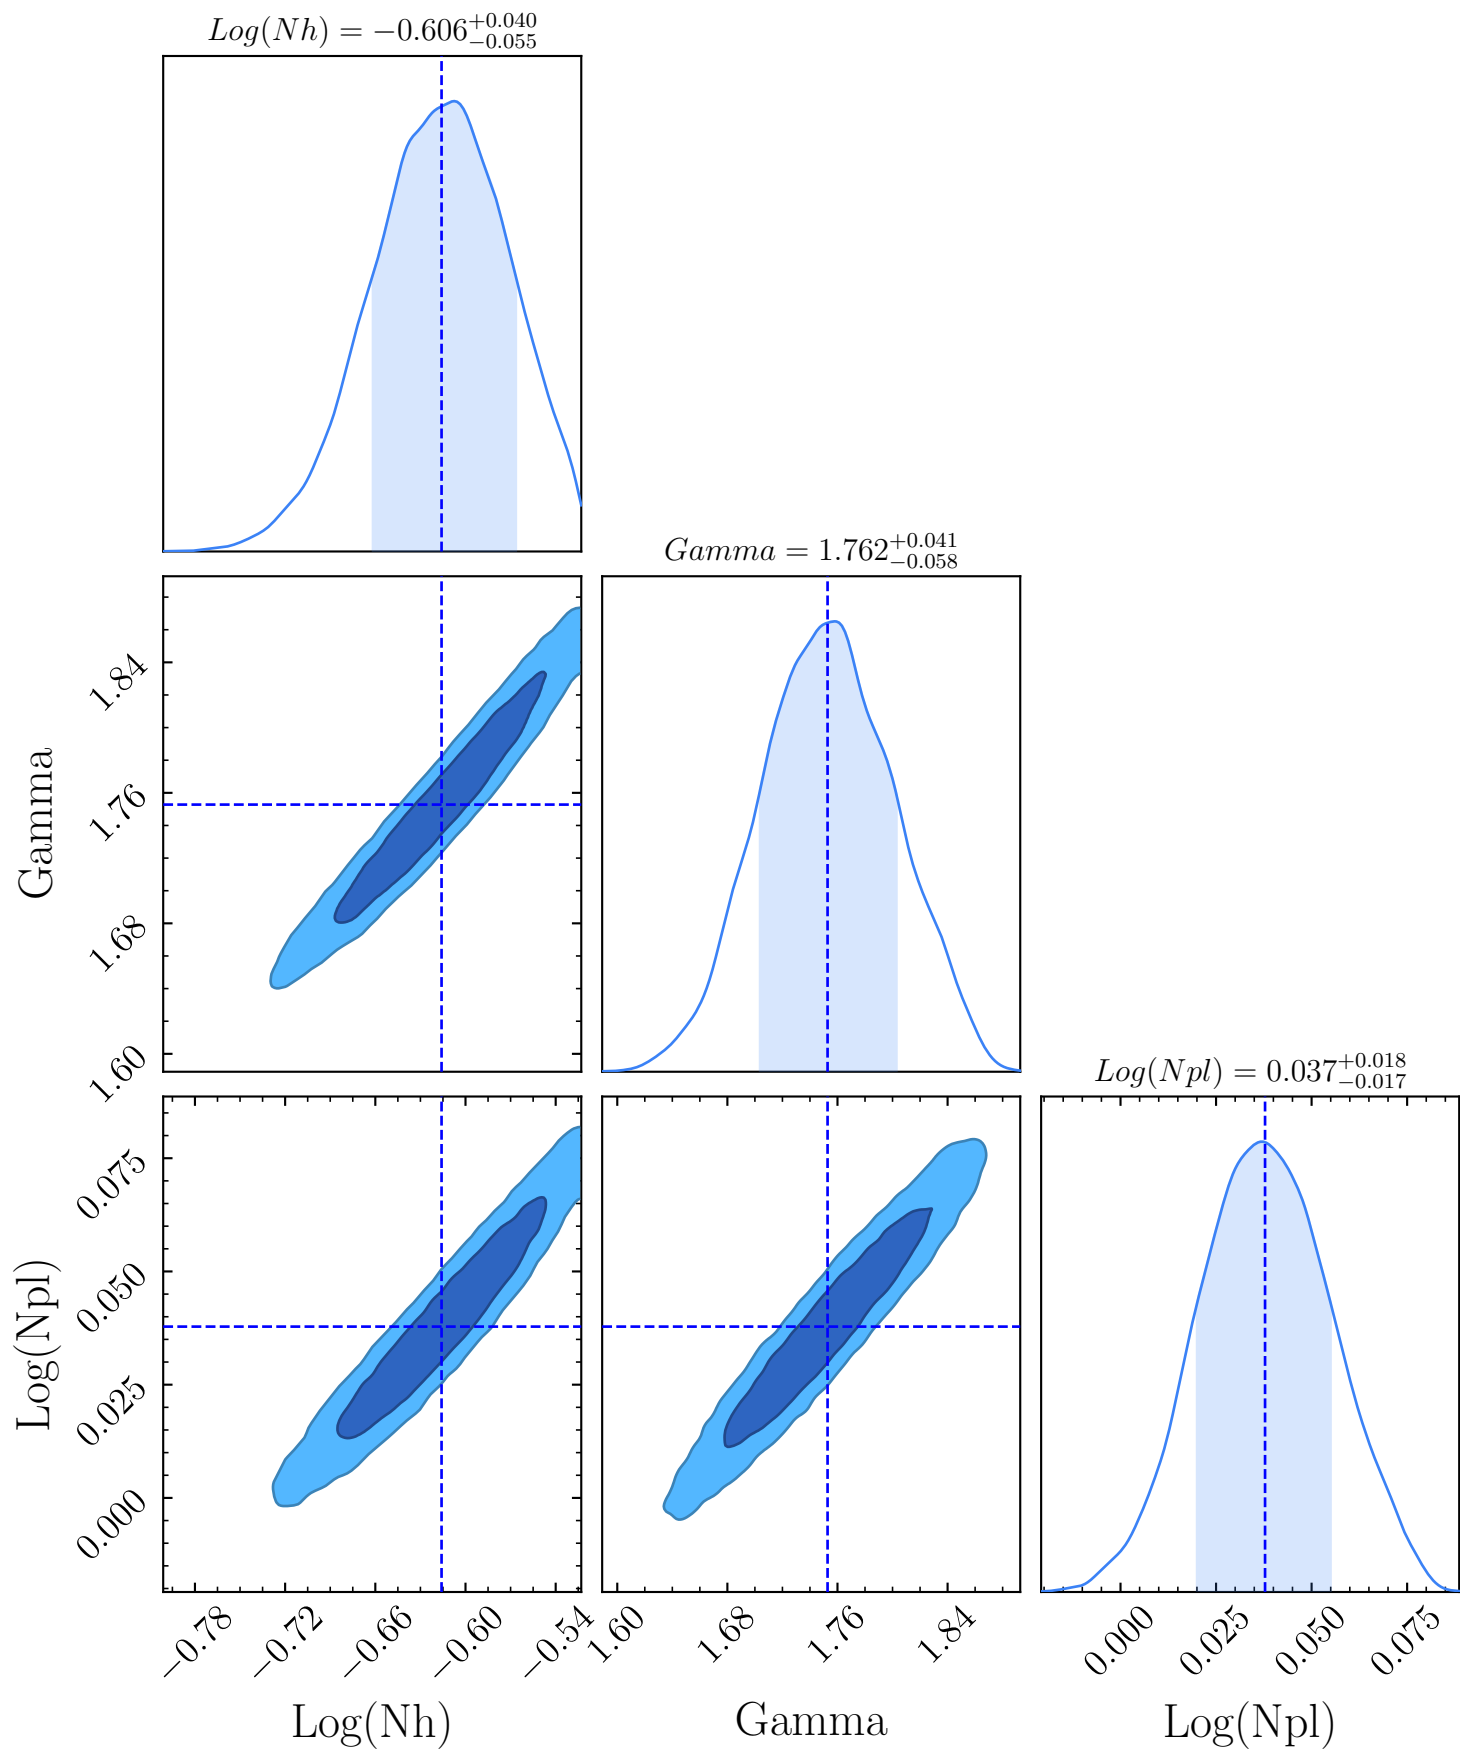 Log(Nh) = −0.606 +0.040 −0.055
Gamma = 1.762 +0.041 −0.058
Gamma
1.84
1.76
1.68
1.60
Log(Npl) = 0.037 +0.018 −0.017
Log(Npl)
0.075
0.050
0.025
0.000
−0.78 −0.72 −0.66 −0.60 −0.54 1.60 1.68 1.76 1.84 0.000 0.025 0.050 0.075
Log(Nh) Gamma Log(Npl)